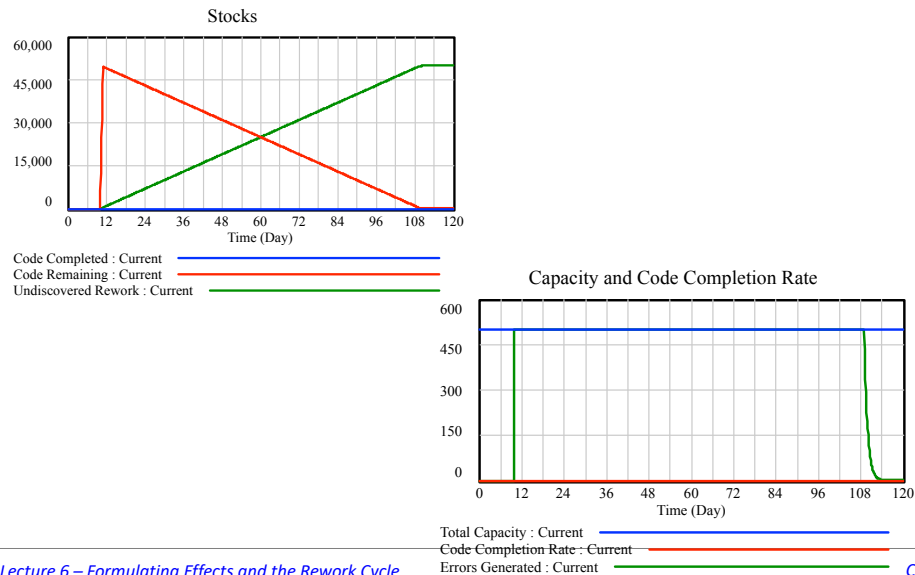 Stocks
60,000
45,000
30,000
15,000
0
0 12 24 36 48 60 72 84 96 108 120
Time (Day)
Code Completed : Current
Code Remaining : Current
Undiscovered Rework : Current
Capacity and Code Completion Rate
600
450
300
150
0
0 12 24 36 48 60 72 84 96 108 120
Time (Day)
Total Capacity : Current
Code Completion Rate : Current
Errors Generated : Current
Lecture 6 – Formulating Effects and the Rework Cycle